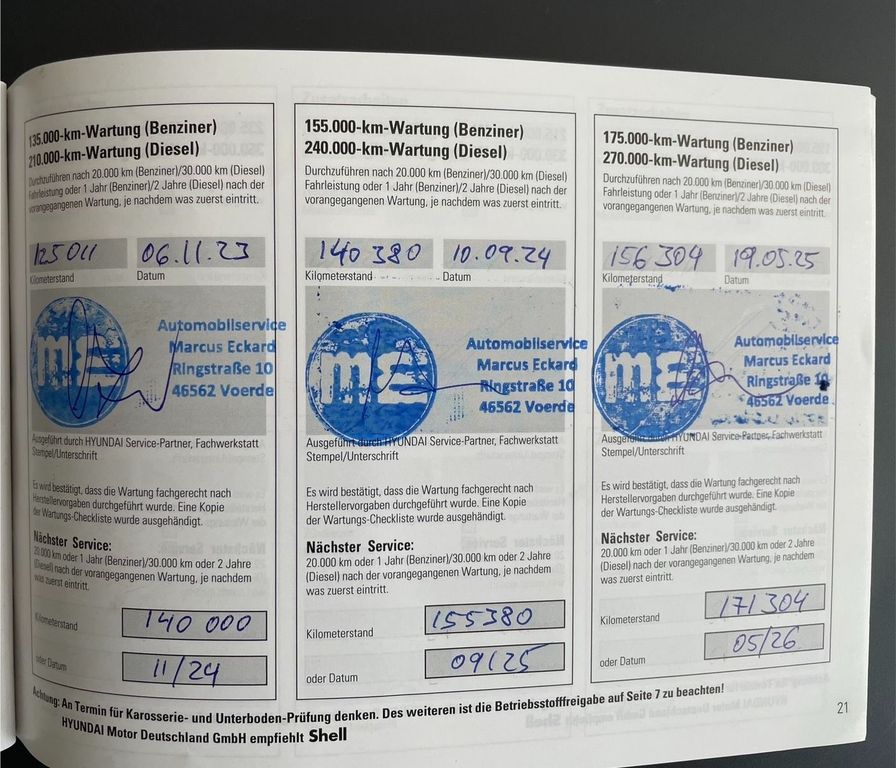 135.000-km-Wartung (Benziner)
210.000-km-Wartung (Diesel)
Durchzuführen nach 20.000 km (Benziner)/30.000 km (Diesel)
Fahrleistung oder 1 Jahr (Benziner)/2 Jahre (Diesel) nach der
vorangegangenen Wartung, je nachdem was zuerst eintritt.
125011
06.11.23
Kilometerstand
Datum
ME
Automobilservice
Marcus Eckard
Ringstraße 10
46562 Voerde
Ausgeführt durch HYUNDAI Service-Partner, Fachwerkstatt
Stempel/Unterschrift
Es wird bestätigt, dass die Wartung fachgerecht nach
Herstellervorgaben durchgeführt wurde. Eine Kopie
der Wartungs-Checkliste wurde ausgehändigt.
Nächster Service:
20.000 km oder 1 Jahr (Benziner)/30.000 km oder 2 Jahre
(Diesel) nach der vorangegangenen Wartung, je nachdem
was zuerst eintritt.
Kilometerstand
140 000
oder Datum
11/24
155.000-km-Wartung (Benziner)
240.000-km-Wartung (Diesel)
Durchzuführen nach 20.000 km (Benziner)/30.000 km (Diesel)
Fahrleistung oder 1 Jahr (Benziner)/2 Jahre (Diesel) nach der
vorangegangenen Wartung, je nachdem was zuerst eintritt.
140 380
10.09.24
Kilometerstand
Datum
ME
Automobilservice
Marcus Eckard
Ringstraße 10
46562 Voerde
Ausgeführt durch HYUNDAI Service-Partner, Fachwerkstatt
Stempel/Unterschrift
Es wird bestätigt, dass die Wartung fachgerecht nach
Herstellervorgaben durchgeführt wurde. Eine Kopie
der Wartungs-Checkliste wurde ausgehändigt.
Nächster Service:
20.000 km oder 1 Jahr (Benziner)/30.000 km oder 2 Jahre
(Diesel) nach der vorangegangenen Wartung, je nachdem
was zuerst eintritt.
Kilometerstand
155380
oder Datum
09/25
175.000-km-Wartung (Benziner)
270.000-km-Wartung (Diesel)
Durchzuführen nach 20.000 km (Benziner)/30.000 km (Diesel)
Fahrleistung oder 1 Jahr (Benziner)/2 Jahre (Diesel) nach der
vorangegangenen Wartung, je nachdem was zuerst eintritt.
156 304
19.05.25
Kilometerstand
Datum
ME
Automobilservice
Marcus Eckard
Ringstraße 10
46562 Voerde
Ausgeführt durch HYUNDAI Service-Partner, Fachwerkstatt
Stempel/Unterschrift
Es wird bestätigt, dass die Wartung fachgerecht nach
Herstellervorgaben durchgeführt wurde. Eine Kopie
der Wartungs-Checkliste wurde ausgehändigt.
Nächster Service:
20.000 km oder 1 Jahr (Benziner)/30.000 km oder 2 Jahre
(Diesel) nach der vorangegangenen Wartung, je nachdem
was zuerst eintritt.
Kilometerstand
171 304
oder Datum
05/26
Achtung: An Termin für Karosserie- und Unterboden-Prüfung denken. Des weiteren ist die Betriebsstofffreigabe auf Seite 7 zu beachten!
HYUNDAI Motor Deutschland GmbH empfiehlt Shell
21